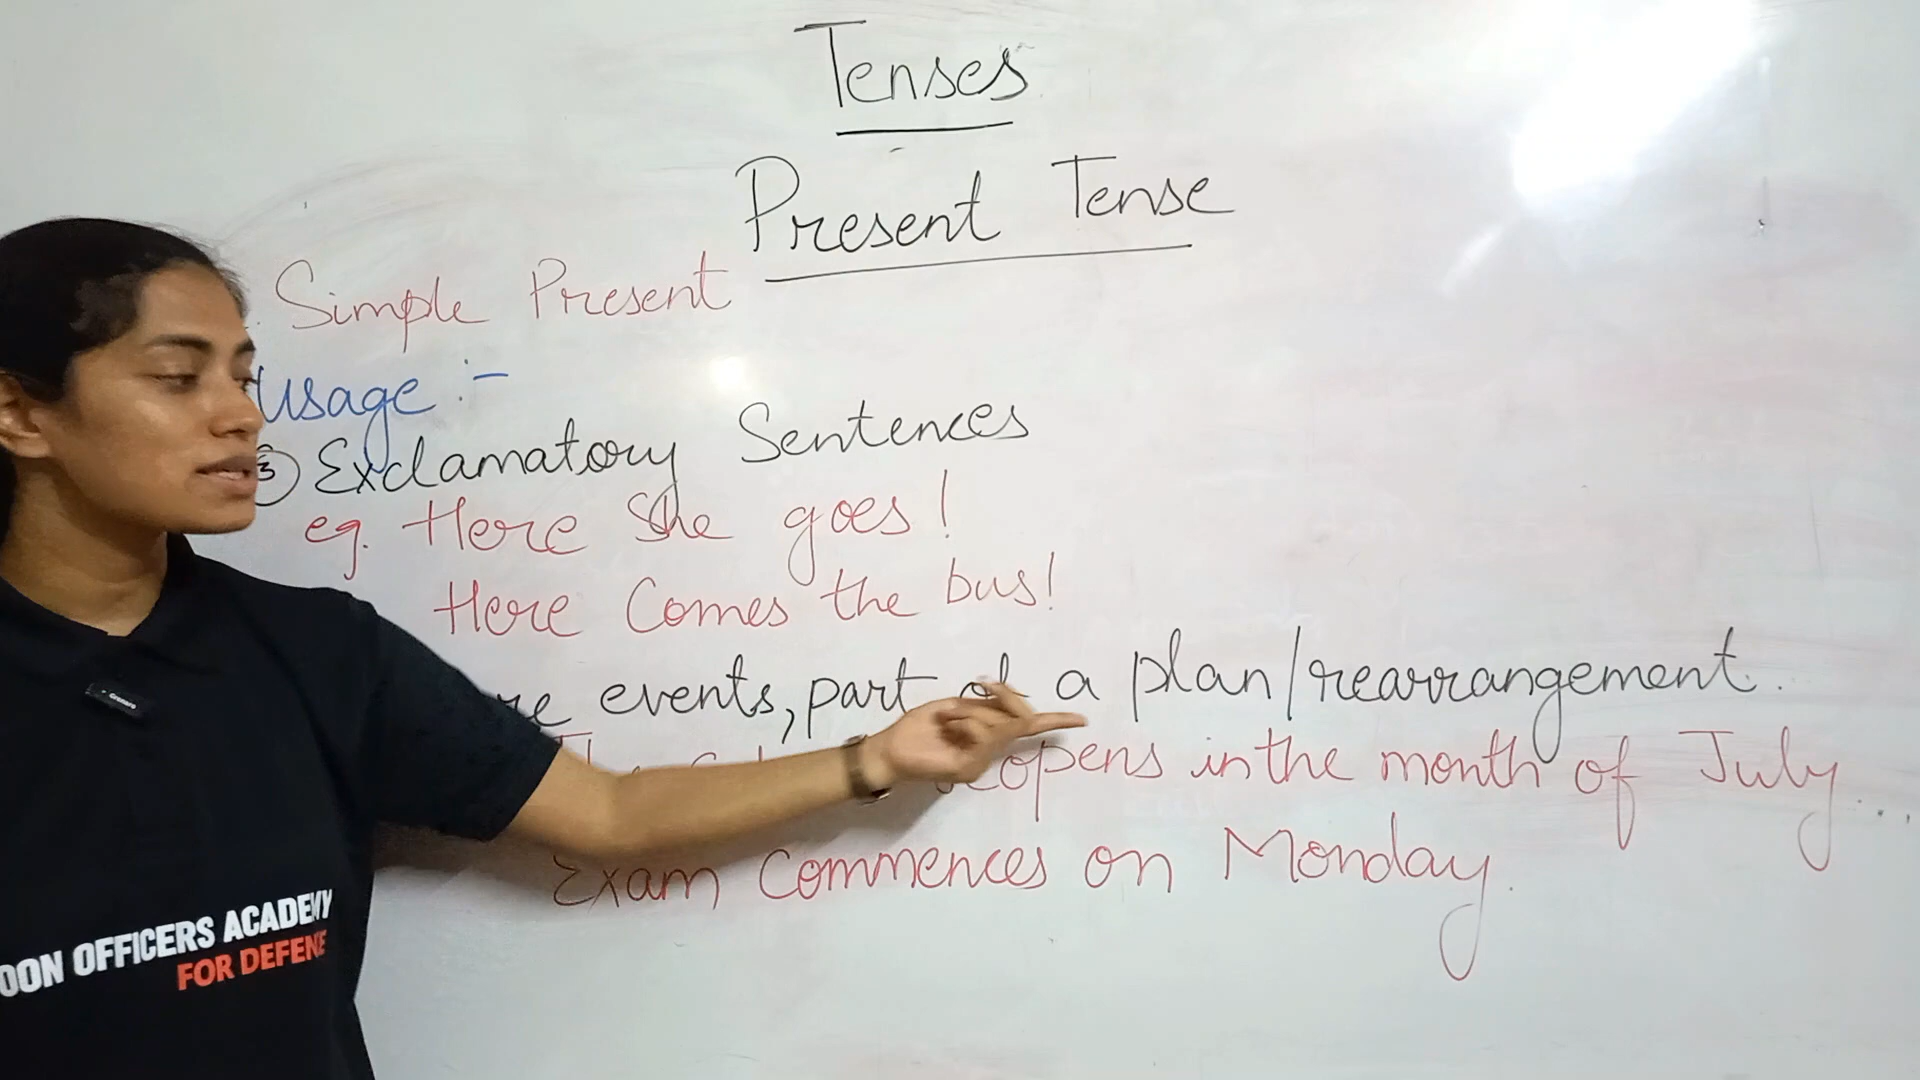 Tenses
Present Tense
Simple Present
Usage :-
③ Exclamatory Sentences
eg. Here She goes!
Here Comes the bus!
events, part of a plan/rearrangement.
in the month of July.
Exam Commences on Monday.
OON OFFICERS ACADEMY
FOR DEFENE